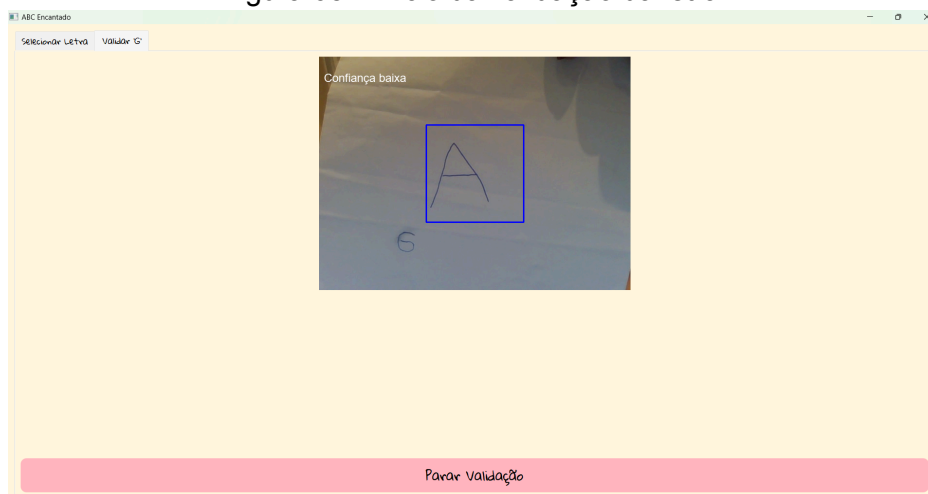 ABC Encantado
Selecionar Letra Validar 'G'
Confiança baixa
A
G
Parar Validação